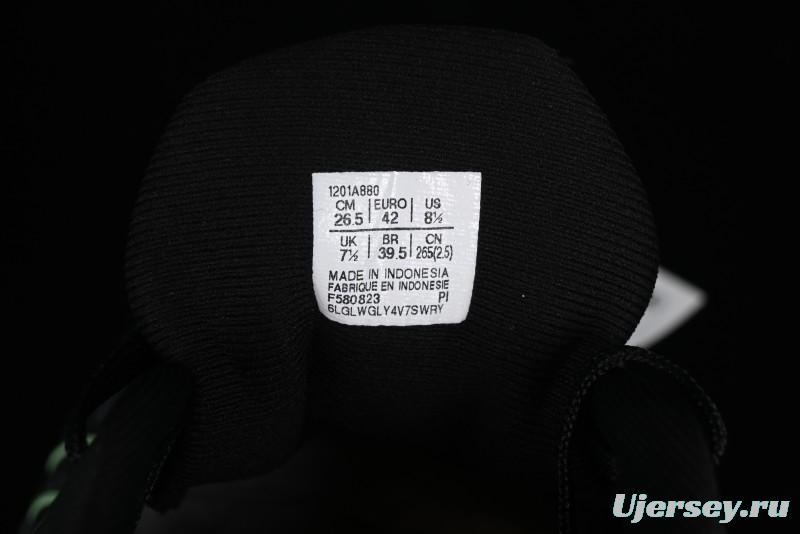 1201A880
CM EURO US
26.5 42 8½
UK BR CN
7½ 39.5 265(2.5)
MADE IN INDONESIA
FABRIQUE EN INDONESIE
F580823 PI
6LGLWGLY4V7SWRY
Ujersey.ru